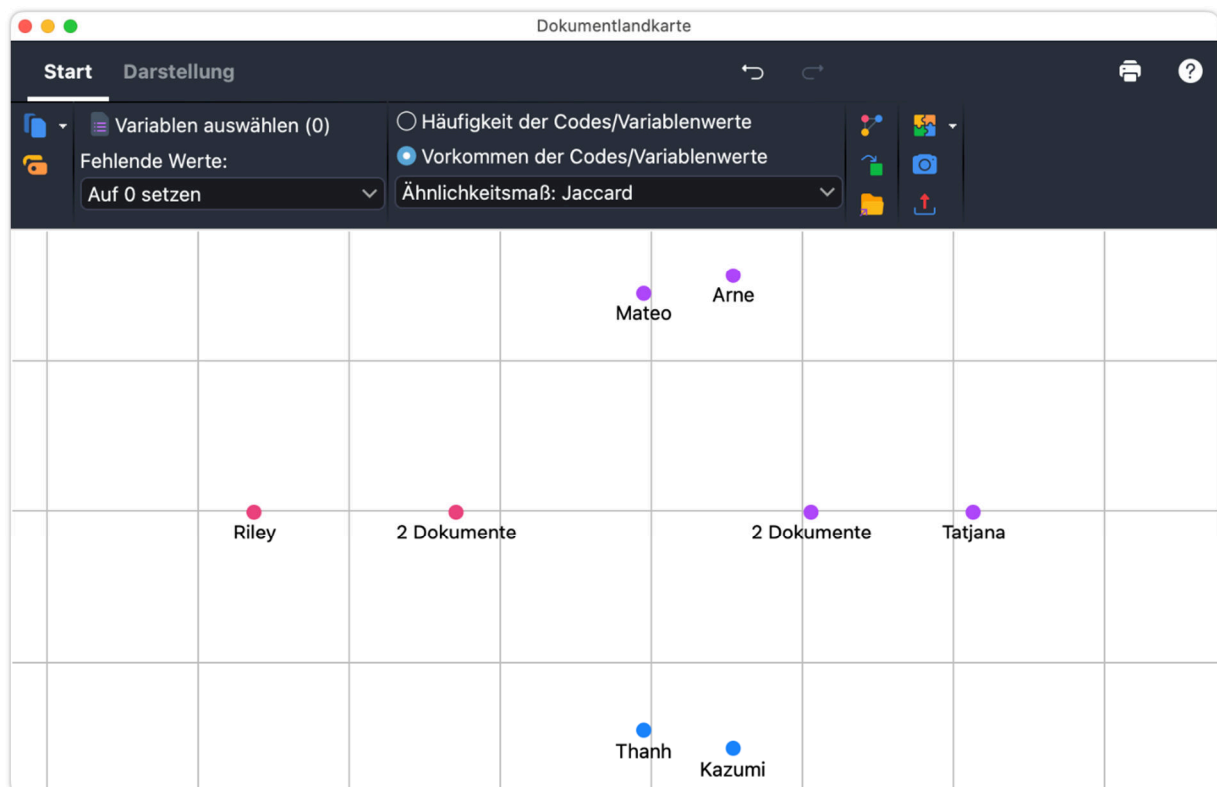 Dokumentlandkarte
Start
Darstellung
Variablen auswählen (0)
Fehlende Werte:
Auf 0 setzen
Häufigkeit der Codes/Variablenwerte
Vorkommen der Codes/Variablenwerte
Ähnlichkeitsmaß: Jaccard
Arne
Mateo
Riley
2 Dokumente
2 Dokumente
Tatjana
Thanh
Kazumi